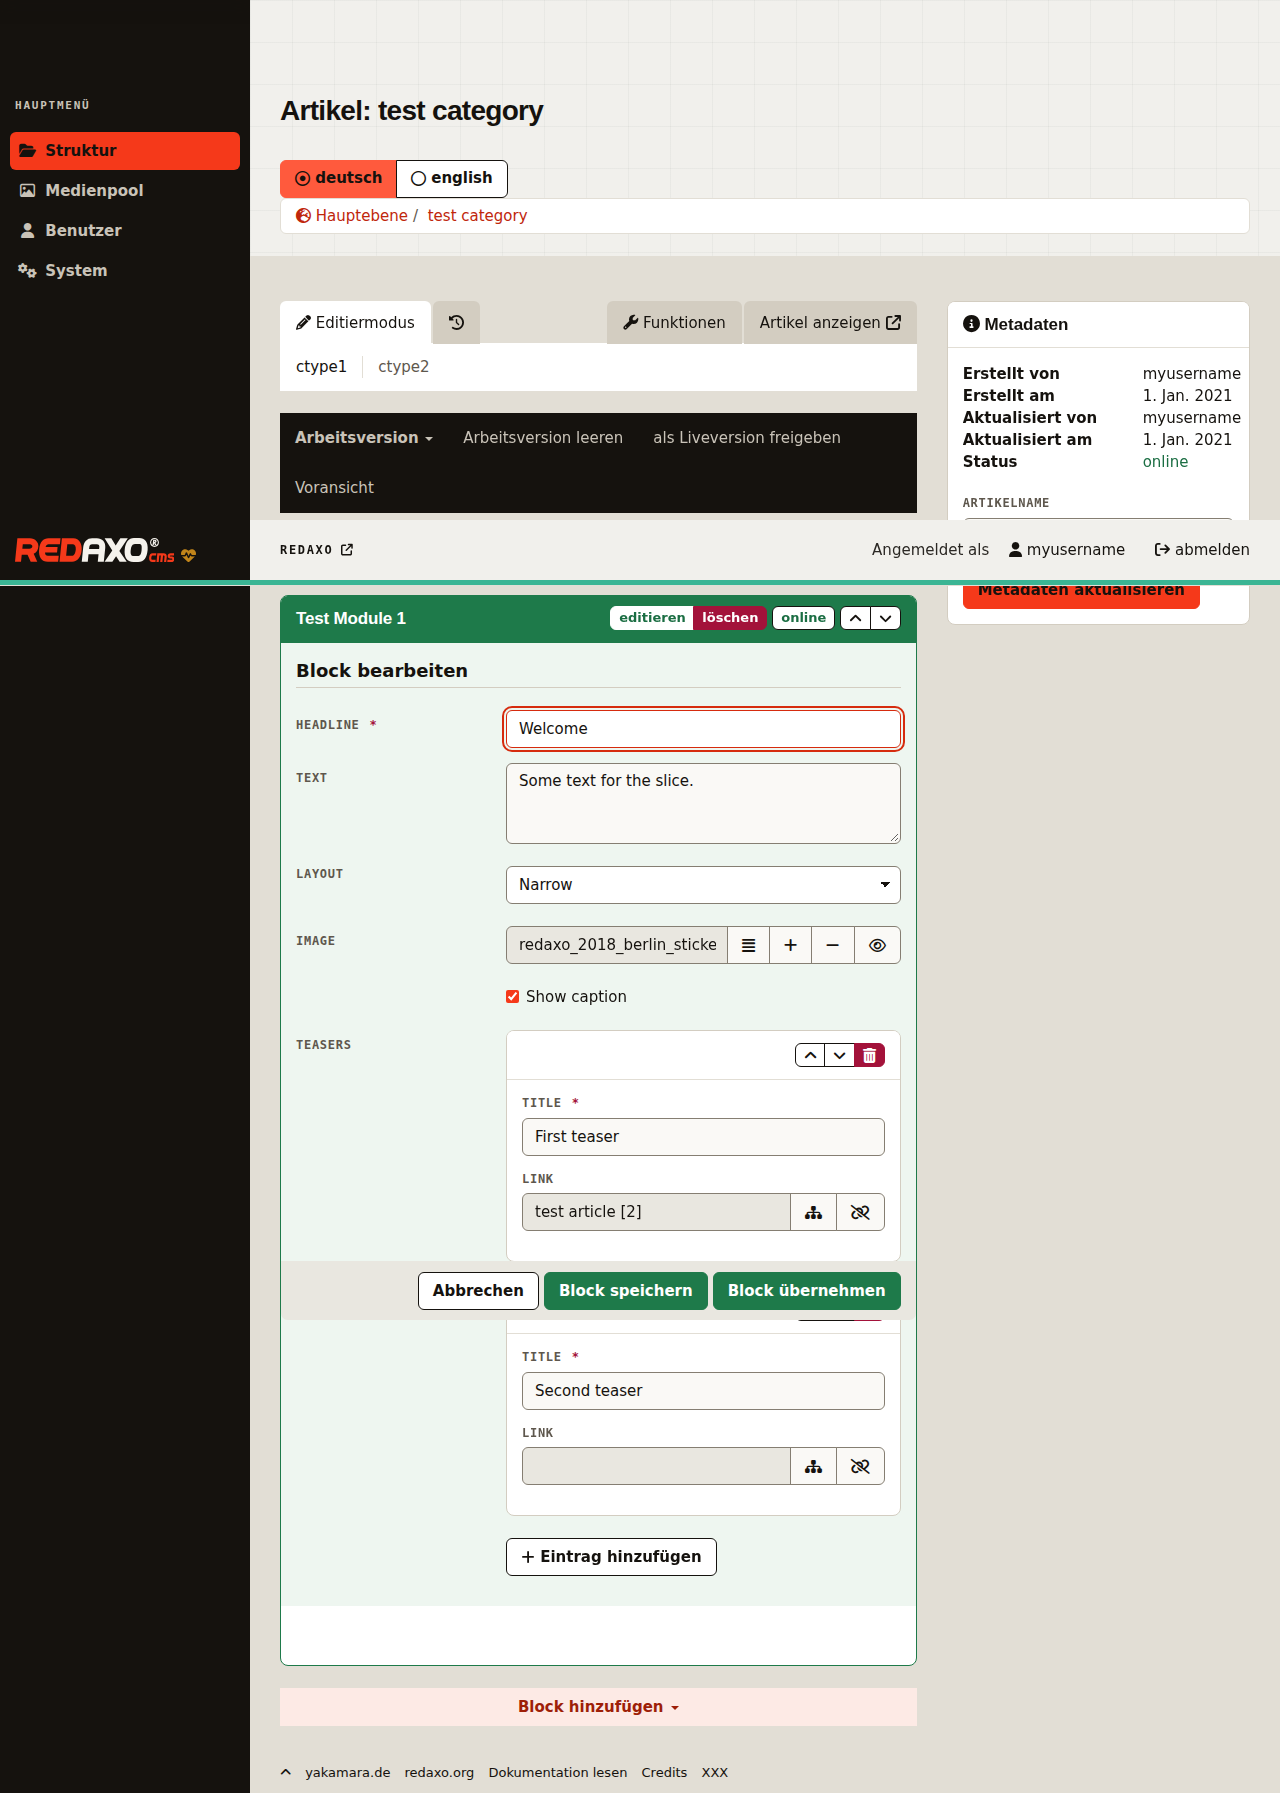 HAUPTMENÜ
Struktur
Medienpool
Benutzer
System
REDAXO® cms
Artikel: test category
deutsch
english
Hauptebene / test category
Editiermodus
Funktionen
Artikel anzeigen
ctype1
ctype2
Arbeitsversion
Arbeitsversion leeren
als Liveversion freigeben
Voransicht
Metadaten
Erstellt von myusername
Erstellt am 1. Jan. 2021
Aktualisiert von myusername
Aktualisiert am 1. Jan. 2021
Status online
ARTIKELNAME
REDAXO
Angemeldet als myusername abmelden
Metadaten aktualisieren
Test Module 1
editieren löschen online
Block bearbeiten
HEADLINE *
Welcome
TEXT
Some text for the slice.
LAYOUT
Narrow
IMAGE
redaxo_2018_berlin_sticke
Show caption
TEASERS
TITLE *
First teaser
LINK
test article [2]
Abbrechen Block speichern Block übernehmen
TITLE *
Second teaser
LINK
Eintrag hinzufügen
Block hinzufügen
yakamara.de redaxo.org Dokumentation lesen Credits XXX